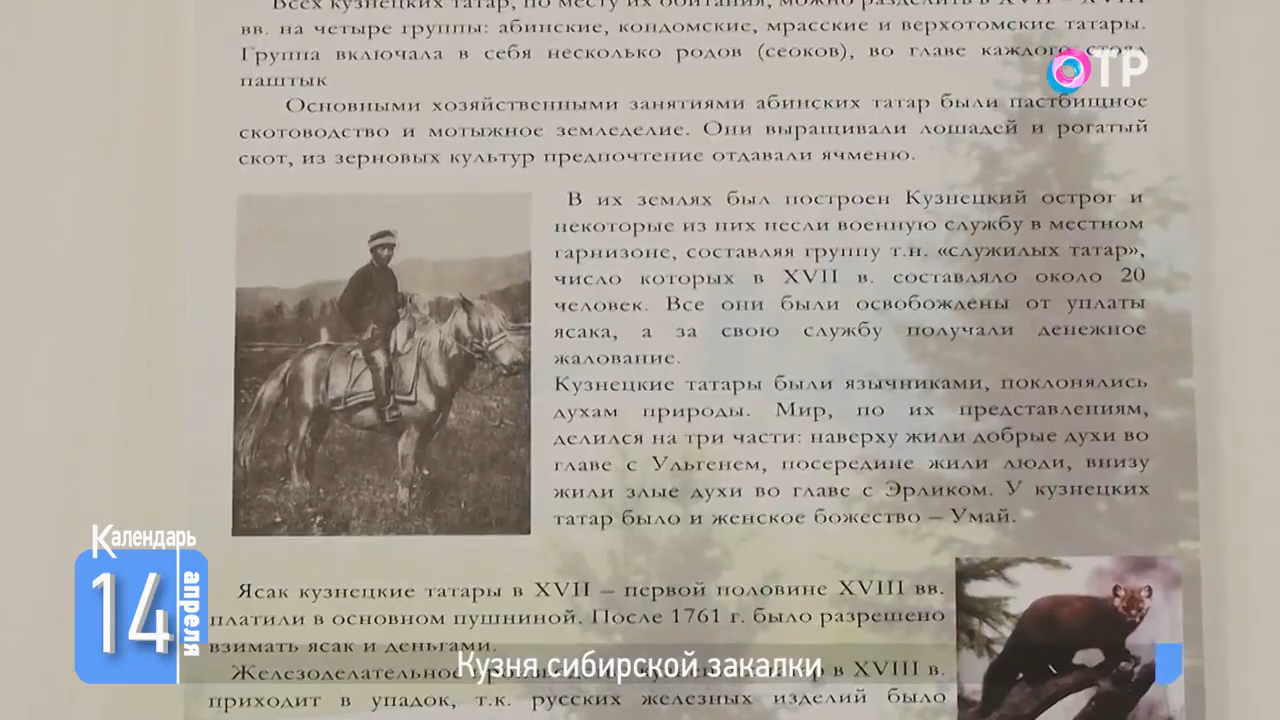 Всех кузнецких татар, по месту их обитания, можно разделить в XVII – XVIII
вв. на четыре группы: абинские, кондомские, мрасские и верхотомские татары.
Группа включала в себя несколько родов (сеоков), во главе каждого стоял
паштык
ОТР
Основными хозяйственными занятиями абинских татар были пастбищное
скотоводство и мотыжное земледелие. Они выращивали лошадей и рогатый
скот, из зерновых культур предпочтение отдавали ячменю.
В их землях был построен Кузнецкий острог и
некоторые из них несли военную службу в местном
гарнизоне, составляя группу т.н. «служилых татар»,
число которых в XVII в. составляло около 20
человек. Все они были освобождены от уплаты
ясака, а за свою службу получали денежное
жалование.
Кузнецкие татары были язычниками, поклонялись
духам природы. Мир, по их представлениям,
делился на три части: наверху жили добрые духи во
главе с Ульгенем, посередине жили люди, внизу
жили злые духи во главе с Эрликом. У кузнецких
татар было и женское божество – Умай.
Ясак кузнецкие татары в XVII – первой половине XVIII вв.
платили в основном пушниной. После 1761 г. было разрешено
взимать ясак и деньгами.
Железоделательное в XVIII в.
приходит в упадок, т.к. русских железных изделий было
Календарь
14
апреля
Кузня сибирской закалки